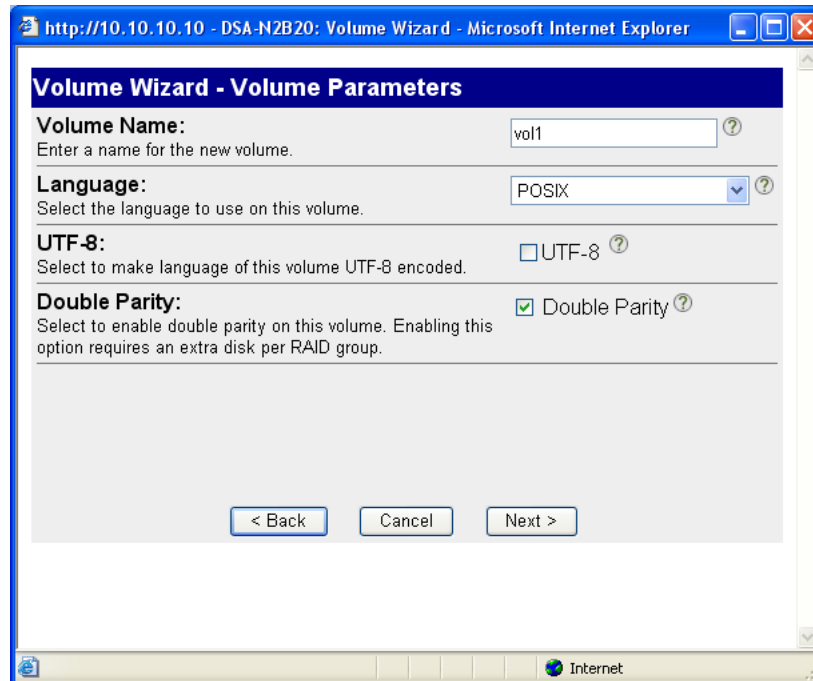 http://10.10.10.10 - DSA-N2B20: Volume Wizard - Microsoft Internet Explorer
Volume Wizard - Volume Parameters
Volume Name:
Enter a name for the new volume.
vol1
?
Language:
Select the language to use on this volume.
POSIX
?
UTF-8:
Select to make language of this volume UTF-8 encoded.
UTF-8 ?
Double Parity:
Select to enable double parity on this volume. Enabling this
option requires an extra disk per RAID group.
Double Parity ?
< Back
Cancel
Next >
Internet